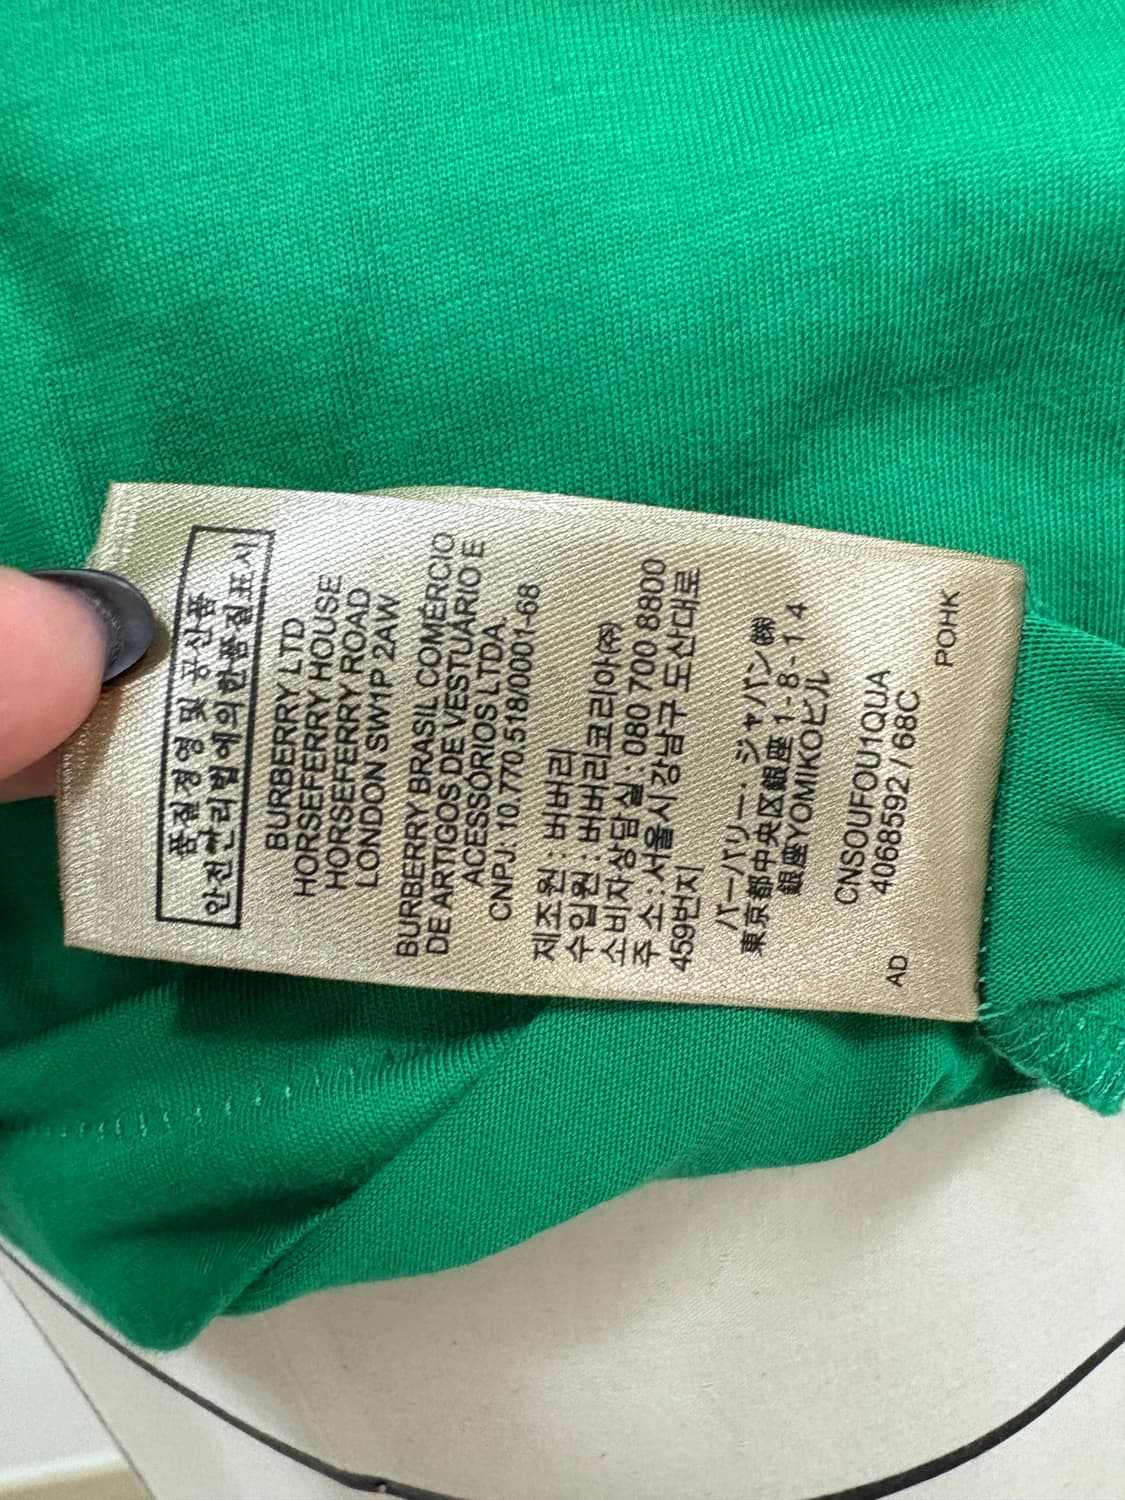 품질경영 및 공산품
안전관리법에의한품질표시
BURBERRY LTD
HORSEFERRY HOUSE
HORSEFERRY ROAD
LONDON SW1P 2AW
BURBERRY BRASIL COMÉRCIO
DE ARTIGOS DE VESTUARIO E
ACESSÓRIOS LTDA.
CNPJ: 10.770.518/0001-68
제조원 : 버버리
수입원 : 버버리코리아(주)
소비자상담실 : 080 700 8800
주 소 : 서울시 강남구 도산대로
459번지
バーバリー・ジャパン㈱
東京都中央区銀座 1-8-14
銀座YOMIKOビル
CNSOUFOU1QUA
4068592 / 68C
AD POHK